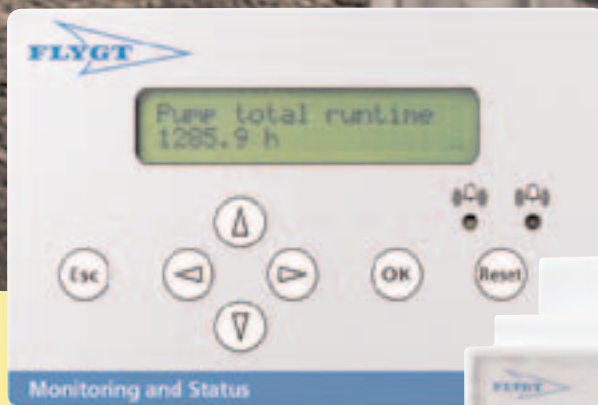 FLYGT
Pump total runtime
1285.9 h
Esc
OK
Reset
Monitoring and Status
FLYGT